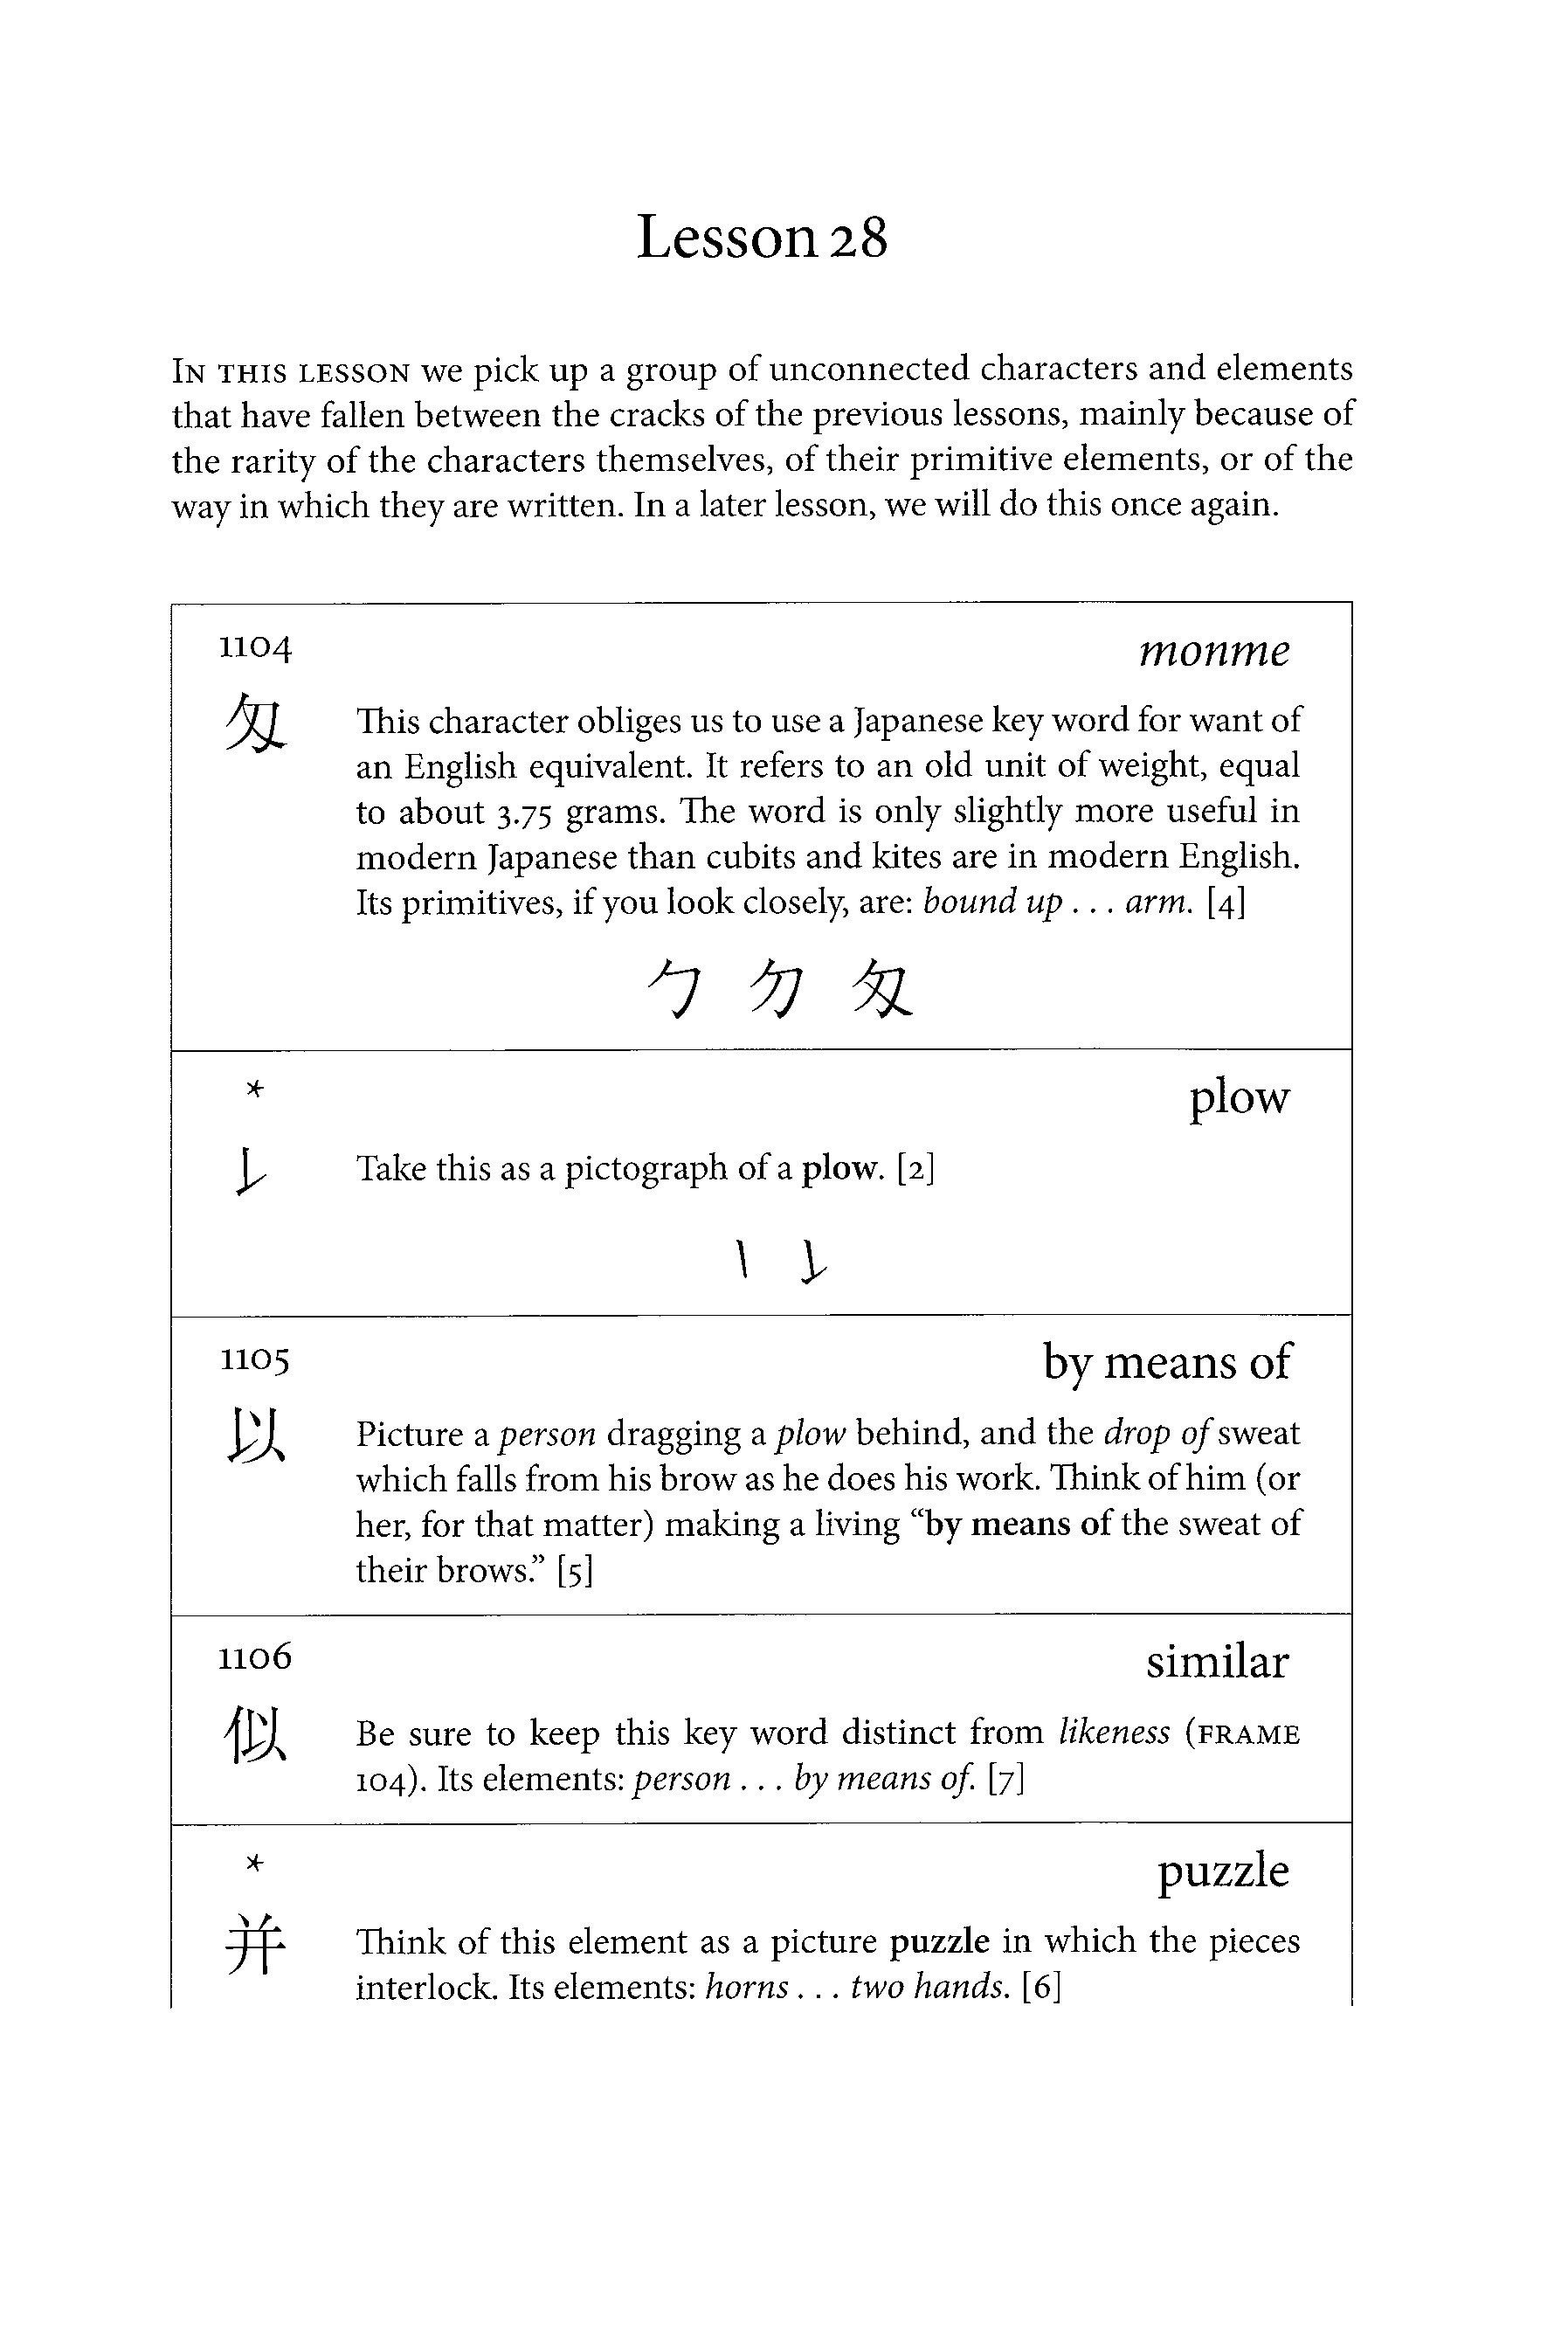 Lesson 28
In this lesson we pick up a group of unconnected characters and elements
that have fallen between the cracks of the previous lessons, mainly because of
the rarity of the characters themselves, of their primitive elements, or of the
way in which they are written. In a later lesson, we will do this once again.
1104 monme
匁 This character obliges us to use a Japanese key word for want of
an English equivalent. It refers to an old unit of weight, equal
to about 3.75 grams. The word is only slightly more useful in
modern Japanese than cubits and kites are in modern English.
Its primitives, if you look closely, are: bound up . . . arm. [4]
勹 勿 匁
* plow
Take this as a pictograph of a plow. [2]
1105 by means of
以 Picture a person dragging a plow behind, and the drop of sweat
which falls from his brow as he does his work. Think of him (or
her, for that matter) making a living “by means of the sweat of
their brows.” [5]
1106 similar
似 Be sure to keep this key word distinct from likeness (frame
104). Its elements: person . . . by means of. [7]
* puzzle
并 Think of this element as a picture puzzle in which the pieces
interlock. Its elements: horns . . . two hands. [6]